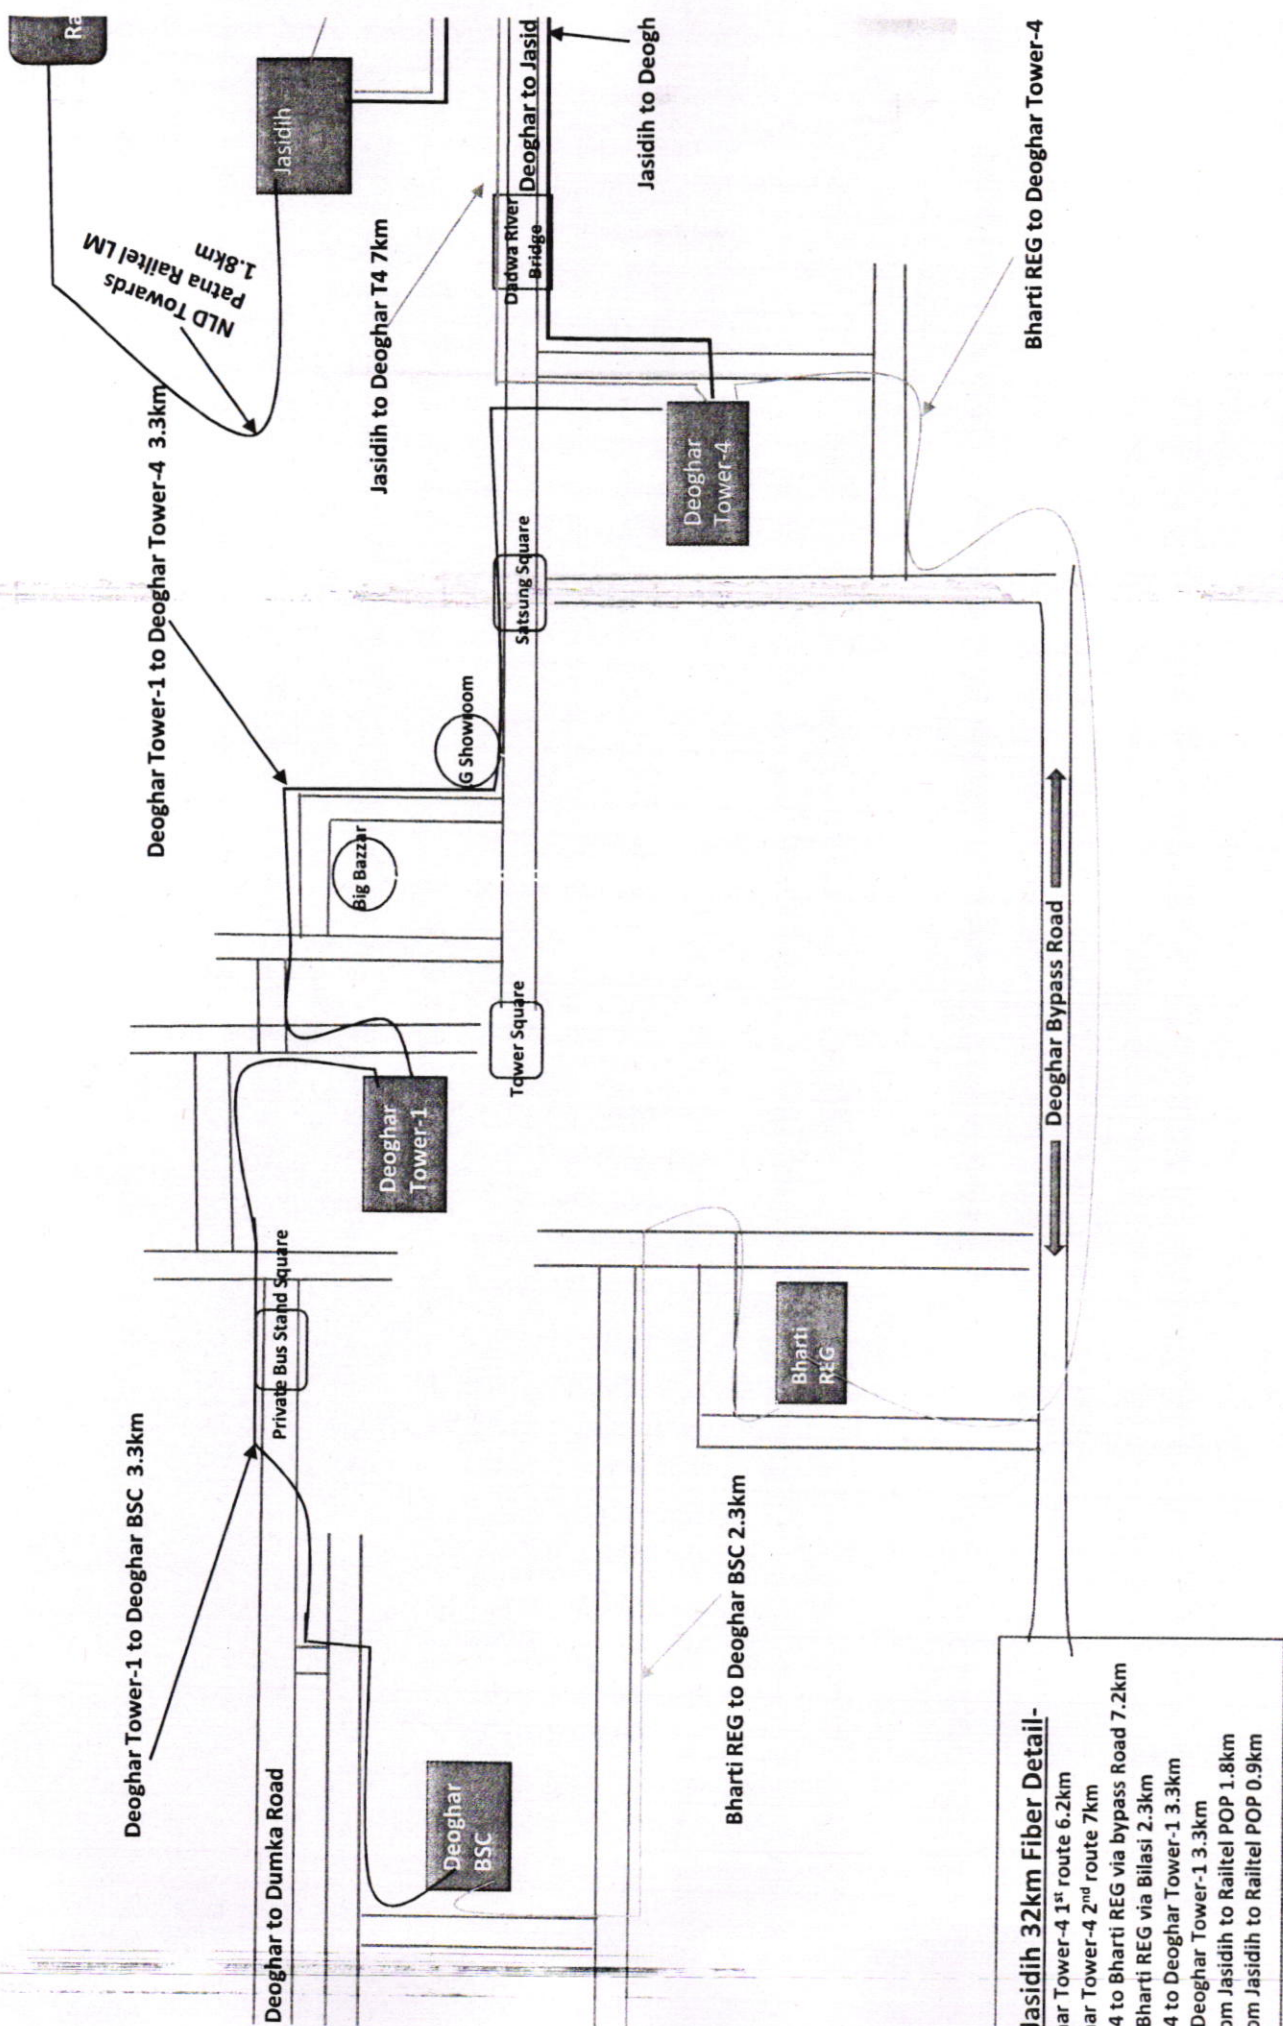 Ra
Jasidih
NLD Towards
Patna Railtel LM
1.8km
Deoghar Tower-1 to Deoghar Tower-4 3.3km
Jasidih to Deoghar T4 7km
Deoghar to Jasid
Jasidih to Deogh
Dadwa River
Bridge
Bharti REG to Deoghar Tower-4
Deoghar
Tower-4
Satsung Square
G Showroom
Big Bazzar
Tower Square
Deoghar
Tower-1
Deoghar Bypass Road
Private Bus Stand Square
Bharti
REG
Deoghar Tower-1 to Deoghar BSC 3.3km
Bharti REG to Deoghar BSC 2.3km
Deoghar
BSC
Deoghar to Dumka Road
Jasidih 32km Fiber Detail-
ar Tower-4 1st route 6.2km
ar Tower-4 2nd route 7km
4 to Bharti REG via bypass Road 7.2km
Bharti REG via Bilasi 2.3km
4 to Deoghar Tower-1 3.3km
Deoghar Tower-1 3.3km
om Jasidih to Railtel POP 1.8km
om Jasidih to Railtel POP 0.9km